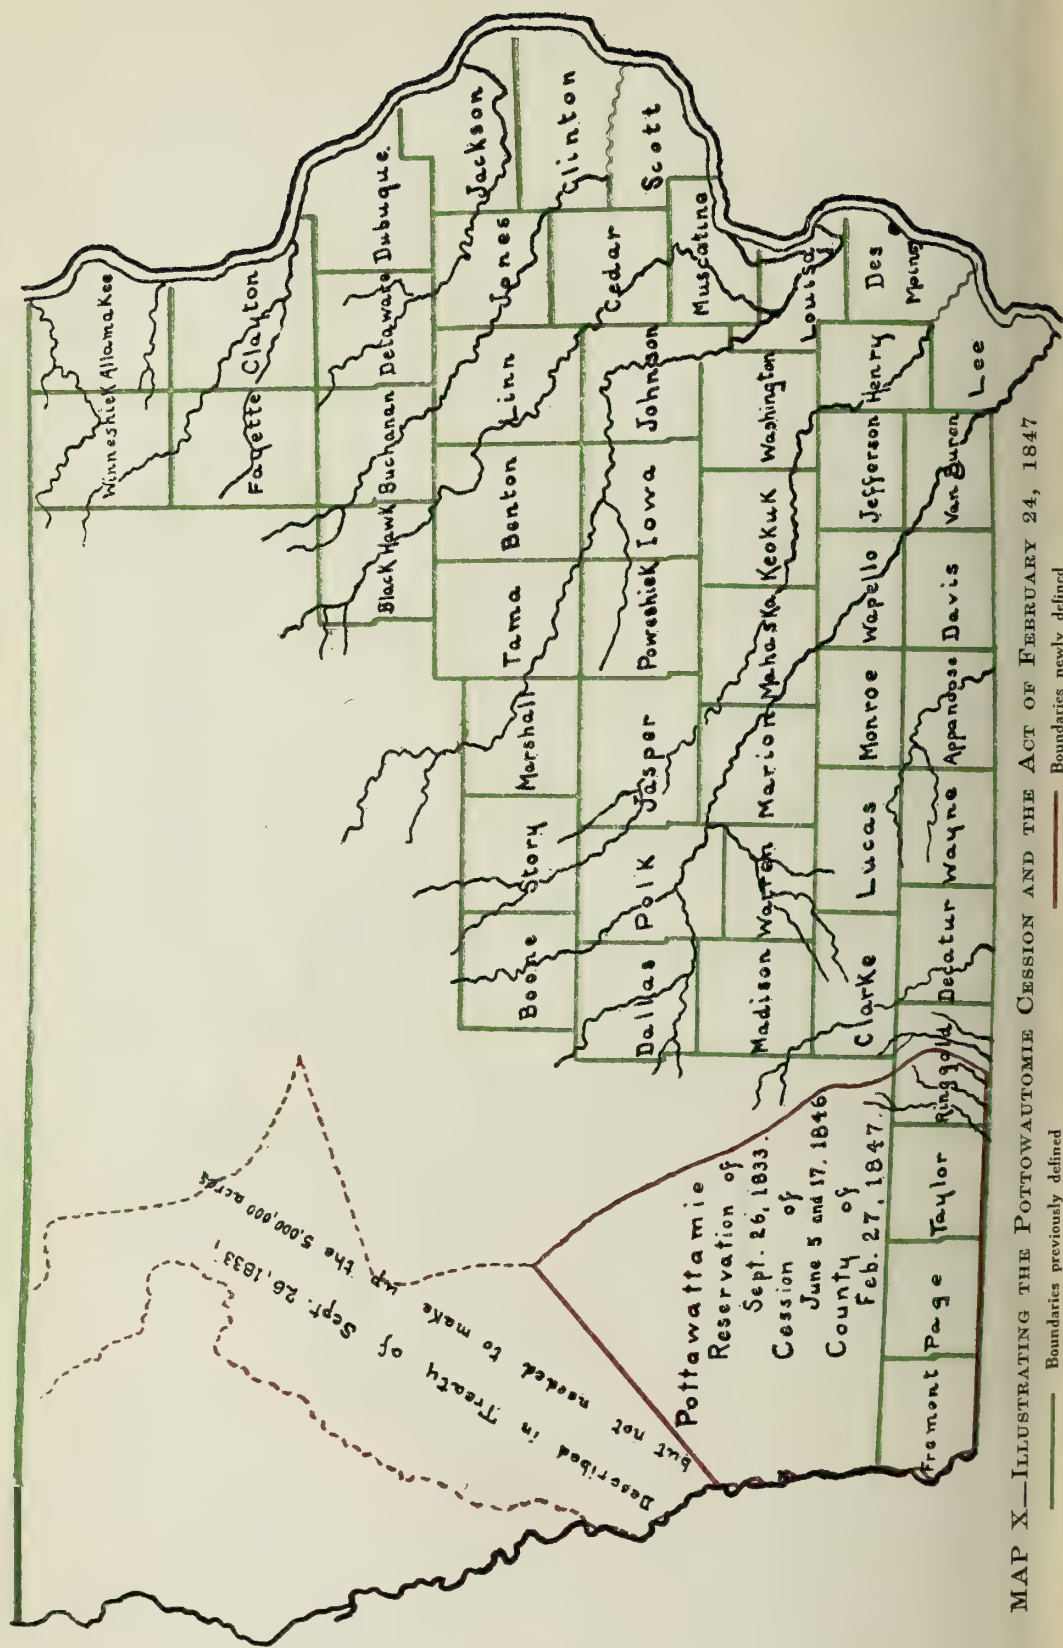 Winneshiek
Allamakee
Fayette
Clayton
Black Hawk
Buchanan
Delaware
Dubuque
Boone
Story
Marshall
Tama
Benton
Linn
Jones
Jackson
Clinton
Dallas
Polk
Jasper
Poweshiek
Iowa
Johnson
Cedar
Scott
Muscatine
Madison
Warren
Marion
Mahaska
Keokuk
Washington
Louisa
Clarke
Lucas
Monroe
Wapello
Jefferson
Henry
Des
Moines
Fremont
Page
Taylor
Ringgold
Decatur
Wayne
Appanoose
Davis
Van Buren
Lee
Described in Treaty of Sept. 26, 1833;
but not needed to make up the 5,000,000 acres
Pottawattamie
Reservation of
Sept. 26, 1833.
Cession of
June 5 and 17, 1846
County of
Feb. 27, 1847.
MAP X—ILLUSTRATING THE POTTOWAUTOMIE CESSION AND THE ACT OF FEBRUARY 24, 1847
Boundaries previously defined
Boundaries newly defined